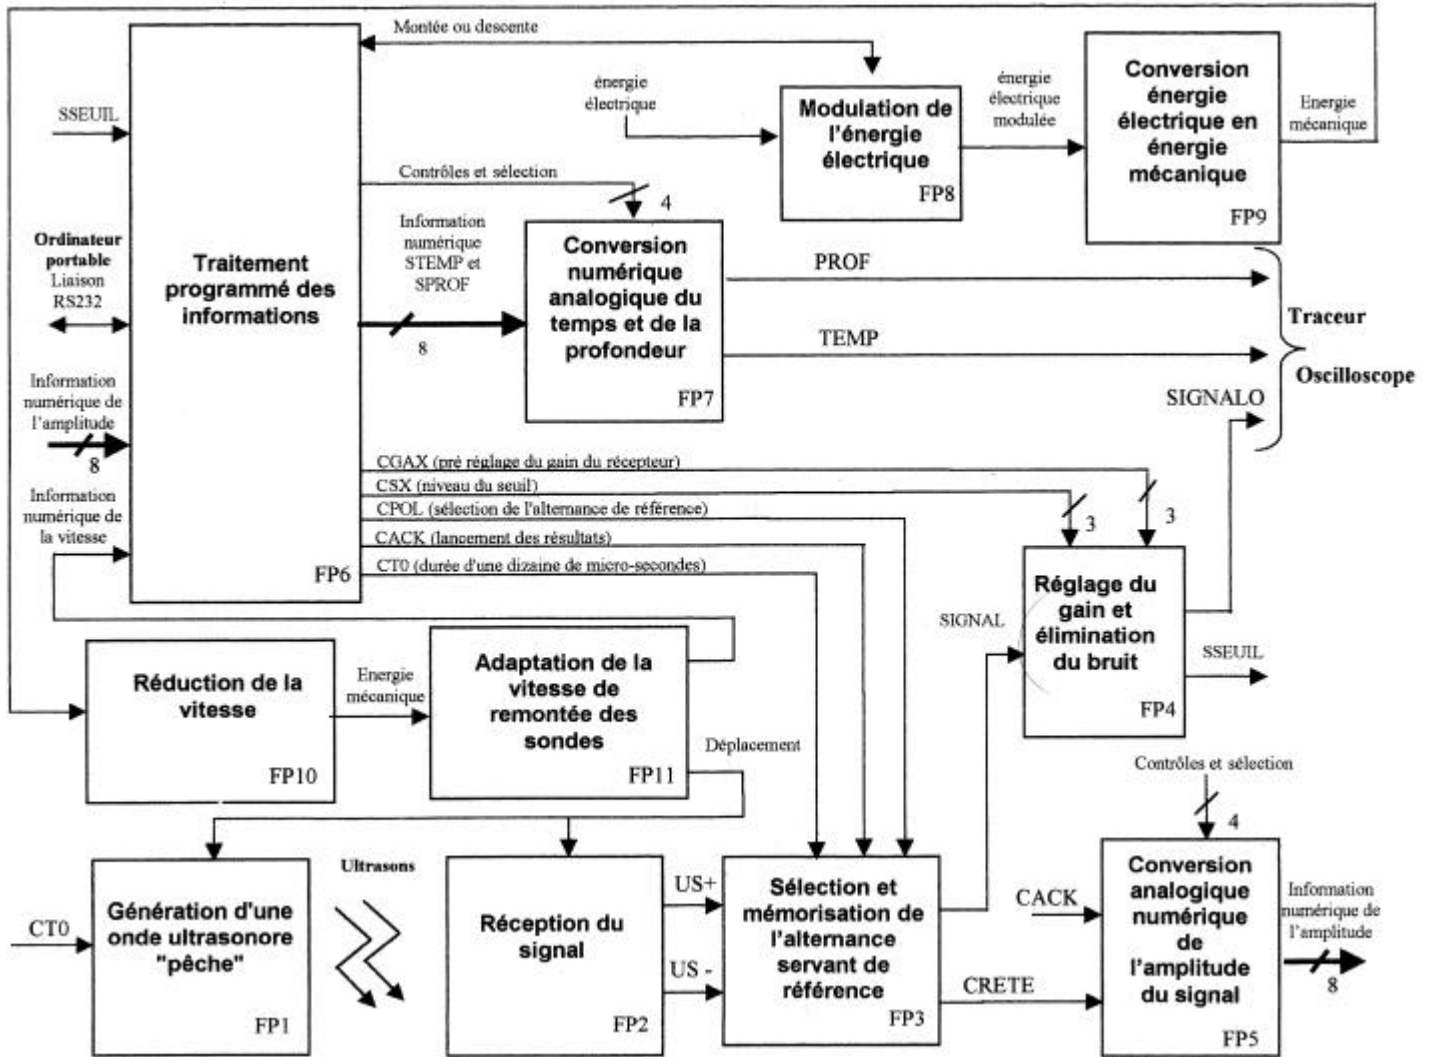 Montée ou descente
SSEUIL
énergie
électrique
Modulation de
l'énergie
électrique
FP8
énergie
électrique
modulée
Conversion
énergie
électrique en
énergie
mécanique
FP9
Energie
mécanique
Contrôles et sélection
4
Ordinateur
portable
Liaison
RS232
Traitement
programmé des
informations
FP6
Information
numérique
STEMP et
SPROF
8
Conversion
numérique
analogique du
temps et de la
profondeur
FP7
PROF
TEMP
Traceur
Oscilloscope
SIGNALO
Information
numérique de
l'amplitude
8
Information
numérique de
la vitesse
CGAX (pré réglage du gain du récepteur)
CSX (niveau du seuil)
CPOL (sélection de l'alternance de référence)
CACK (lancement des résultats)
CT0 (durée d'une dizaine de micro-secondes)
3
3
Réglage du
gain et
élimination
du bruit
FP4
SIGNAL
SSEUIL
Réduction de la
vitesse
FP10
Energie
mécanique
Adaptation de la
vitesse de
remontée des
sondes
FP11
Déplacement
Contrôles et sélection
4
CT0
Génération d'une
onde ultrasonore
"pêche"
FP1
Ultrasons
Réception du
signal
FP2
US+
US -
Sélection et
mémorisation de
l'alternance
servant de
référence
FP3
CRETE
CACK
Conversion
analogique
numérique
de
l'amplitude
du signal
FP5
Information
numérique de
l'amplitude
8